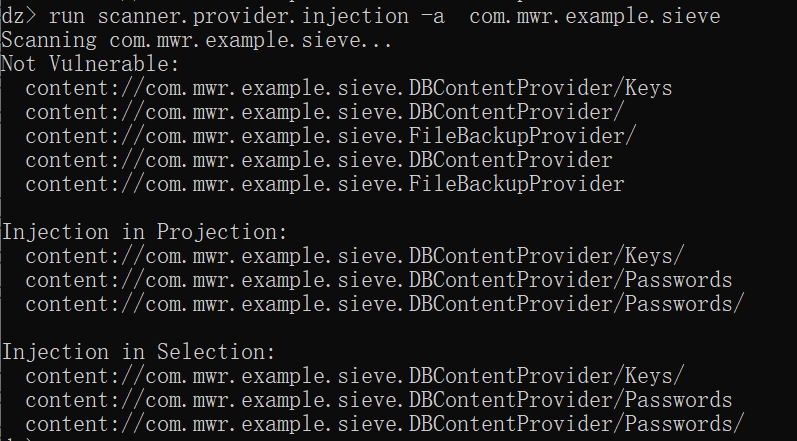 dz> run scanner.provider.injection -a  com.mwr.example.sieve
Scanning com.mwr.example.sieve...
Not Vulnerable:
  content://com.mwr.example.sieve.DBContentProvider/Keys
  content://com.mwr.example.sieve.DBContentProvider/
  content://com.mwr.example.sieve.FileBackupProvider/
  content://com.mwr.example.sieve.DBContentProvider
  content://com.mwr.example.sieve.FileBackupProvider

Injection in Projection:
  content://com.mwr.example.sieve.DBContentProvider/Keys/
  content://com.mwr.example.sieve.DBContentProvider/Passwords
  content://com.mwr.example.sieve.DBContentProvider/Passwords/

Injection in Selection:
  content://com.mwr.example.sieve.DBContentProvider/Keys/
  content://com.mwr.example.sieve.DBContentProvider/Passwords
  content://com.mwr.example.sieve.DBContentProvider/Passwords/